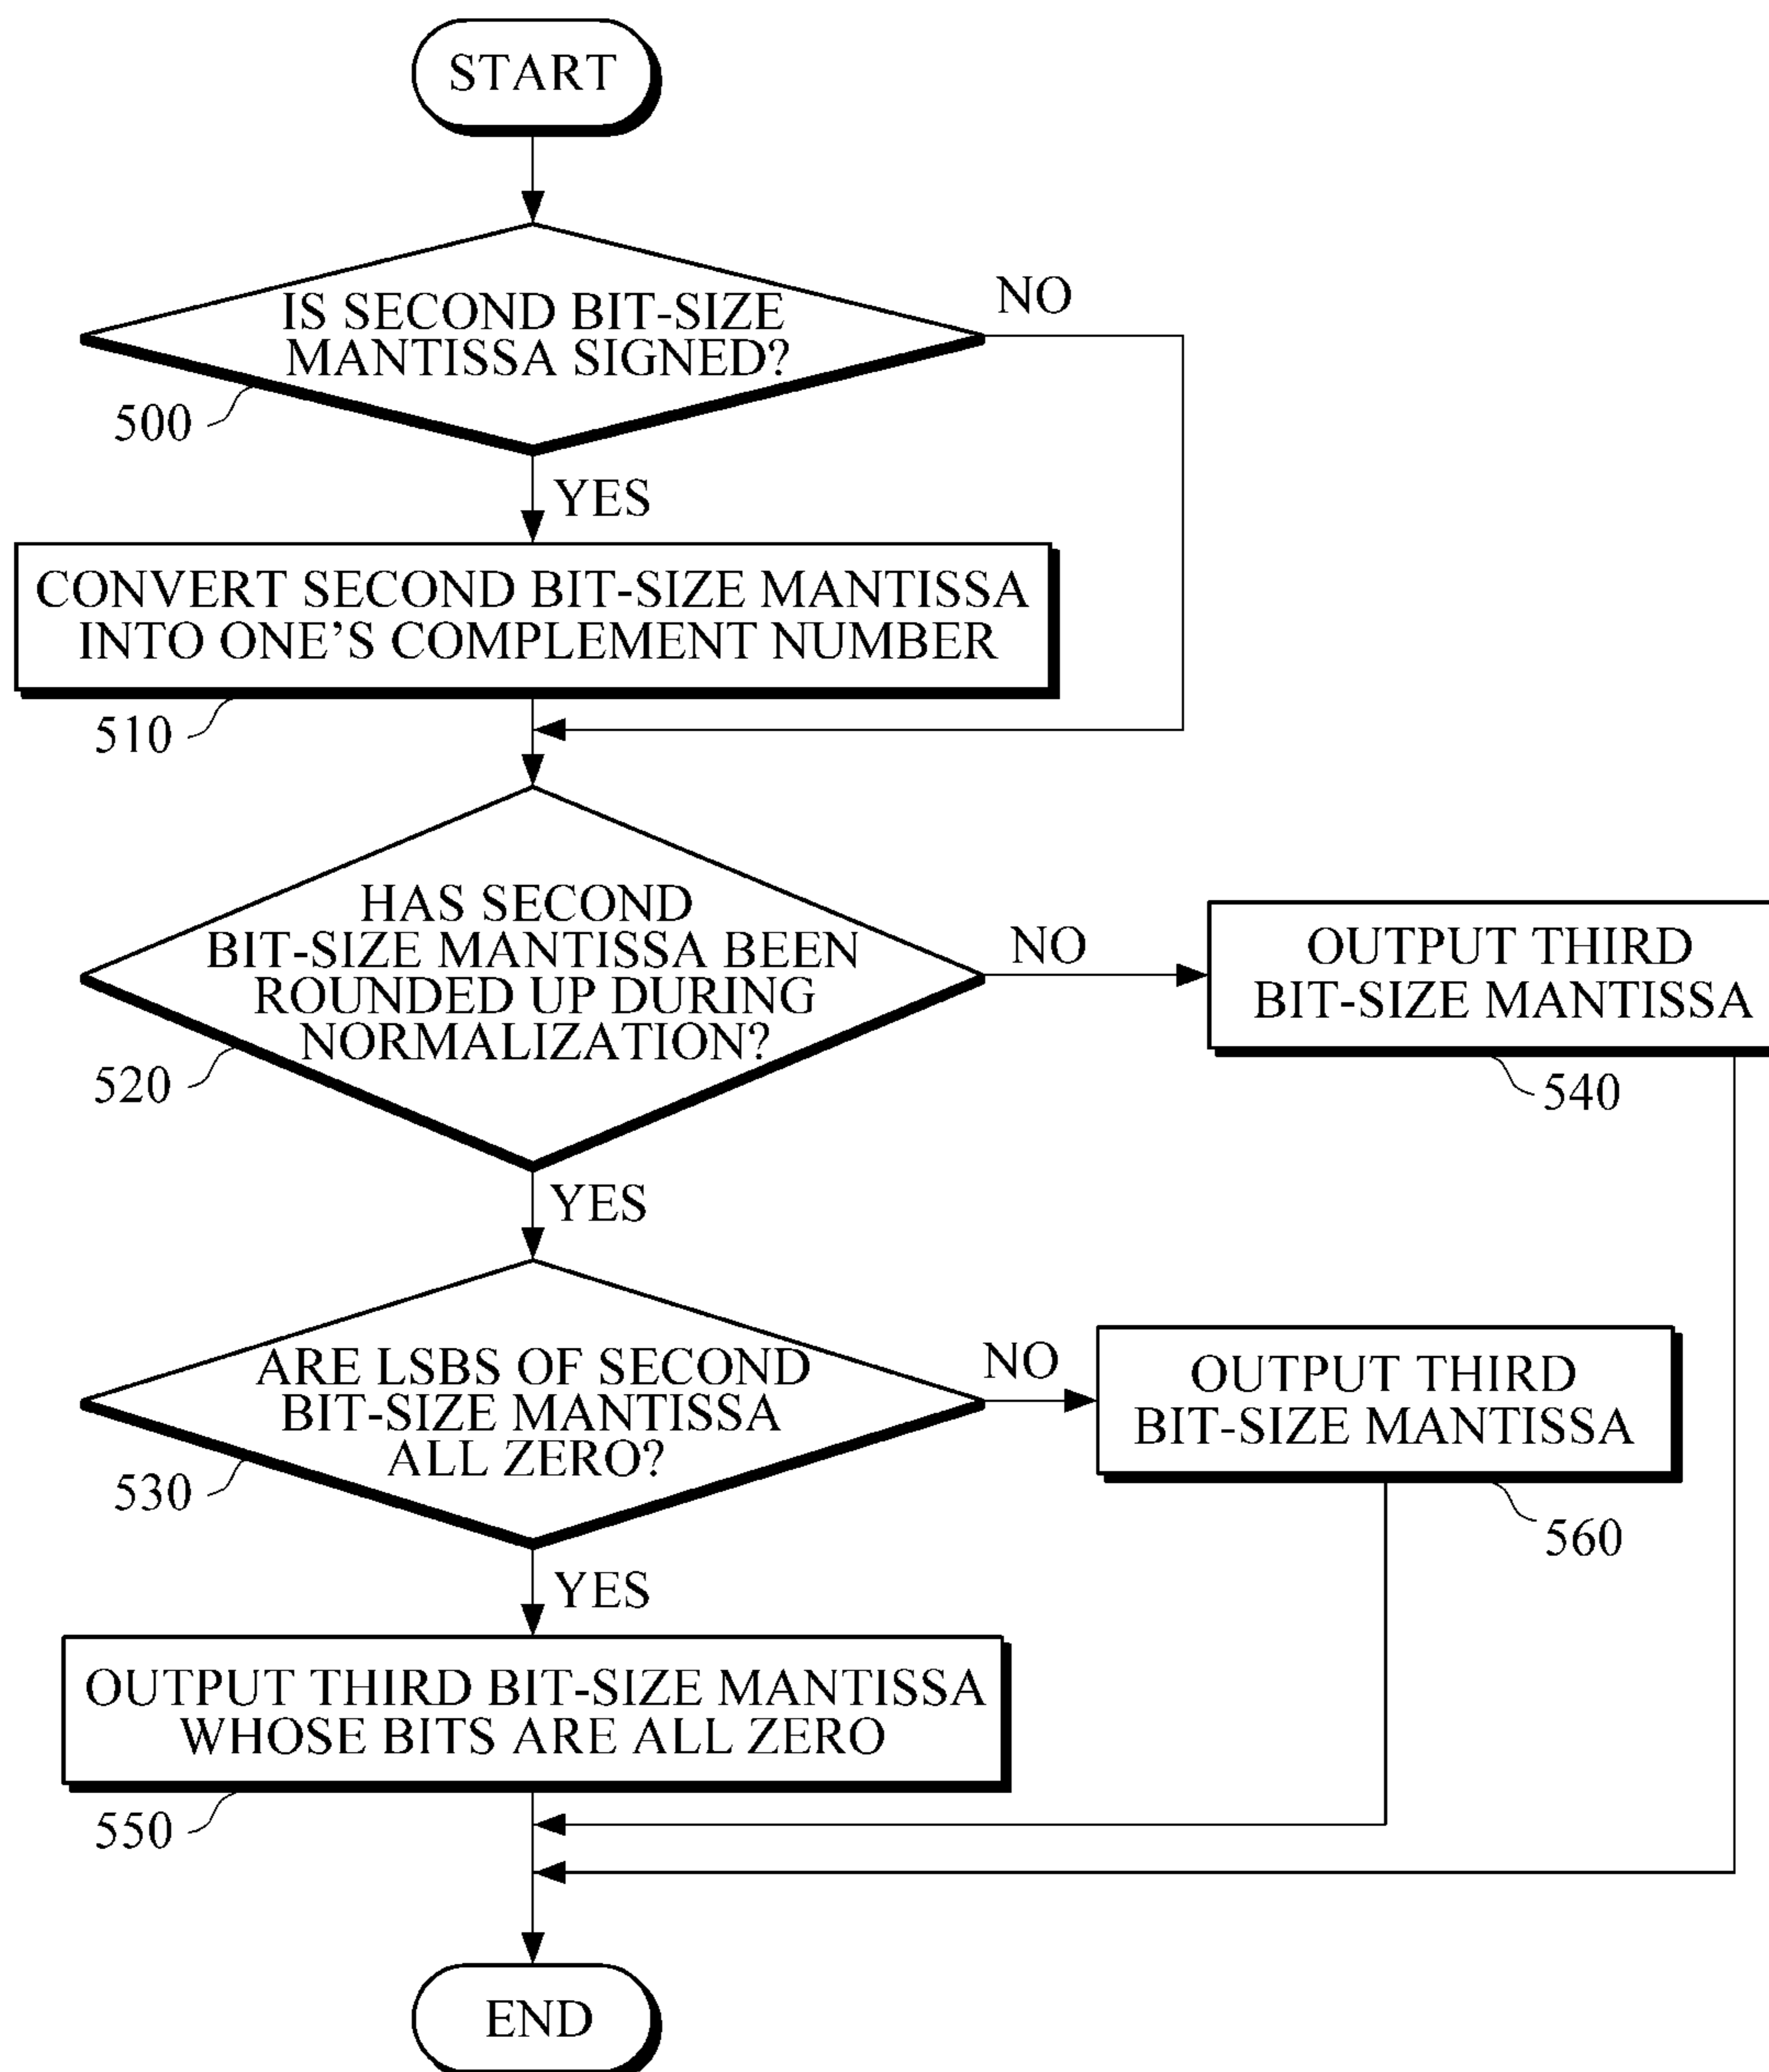 START
IS SECOND BIT-SIZE
MANTISSA SIGNED?
NO
500
YES
CONVERT SECOND BIT-SIZE MANTISSA
INTO ONE'S COMPLEMENT NUMBER
510
HAS SECOND
BIT-SIZE MANTISSA BEEN
ROUNDED UP DURING
NORMALIZATION?
NO
OUTPUT THIRD
BIT-SIZE MANTISSA
520
540
YES
ARE LSBS OF SECOND
BIT-SIZE MANTISSA
ALL ZERO?
NO
OUTPUT THIRD
BIT-SIZE MANTISSA
530
560
YES
OUTPUT THIRD BIT-SIZE MANTISSA
WHOSE BITS ARE ALL ZERO
550
END